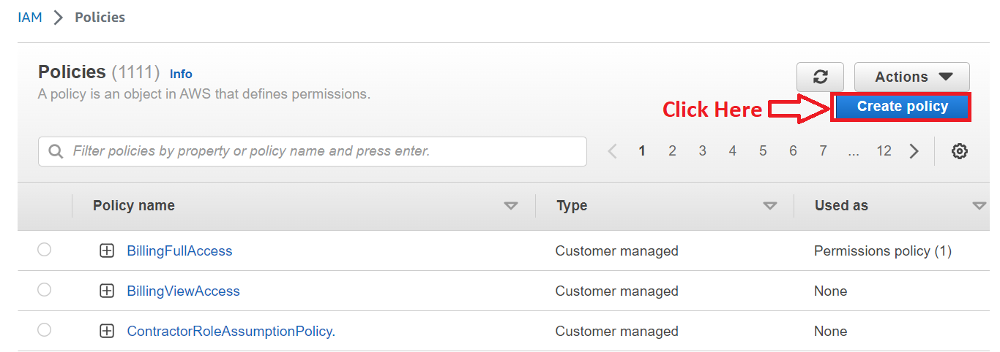 IAM > Policies
Policies (1111) Info
A policy is an object in AWS that defines permissions.
Actions
Click Here
Create policy
Filter policies by property or policy name and press enter.
1 2 3 4 5 6 7 ... 12
Policy name Type Used as
BillingFullAccess Customer managed Permissions policy (1)
BillingViewAccess Customer managed None
ContractorRoleAssumptionPolicy. Customer managed None